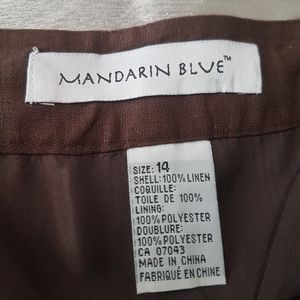 MANDARIN BLUE™
SIZE: 14
SHELL: 100% LINEN
COQUILLE:
TOILE DE 100%
LINING:
100% POLYESTER
DOUBLURE:
100% POLYESTER
CA 07043
MADE IN CHINA
FABRIQUÉ EN CHINE